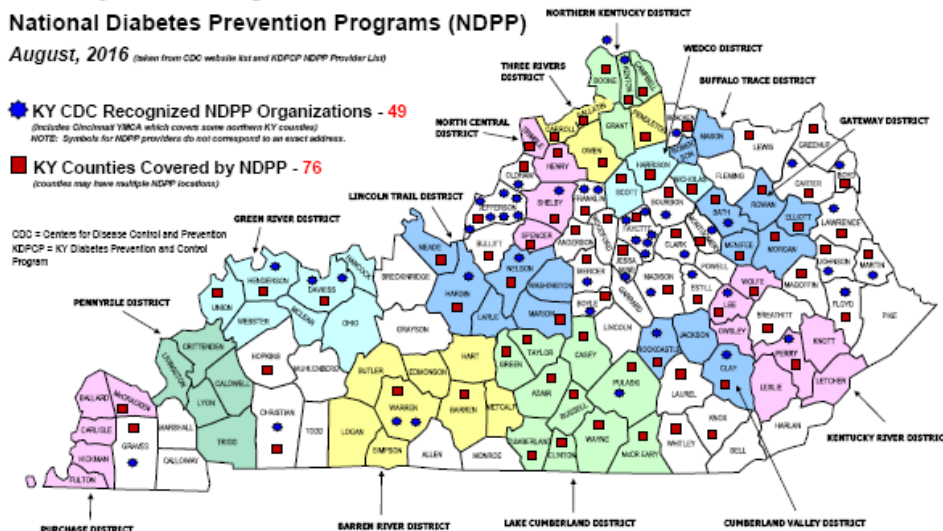 National Diabetes Prevention Programs (NDPP)
August, 2016 (taken from CDC website list and KDPCP NDPP Provider List)
KY CDC Recognized NDPP Organizations - 49
(Includes Cincinnati YMCA which covers some northern KY counties)
NOTE: Symbols for NDPP providers do not correspond to an exact address.
KY Counties Covered by NDPP - 76
(counties may have multiple NDPP locations)
CDC = Centers for Disease Control and Prevention
KDPCP = KY Diabetes Prevention and Control
Program
NORTHERN KENTUCKY DISTRICT
WEDCO DISTRICT
THREE RIVERS
DISTRICT
BUFFALO TRACE DISTRICT
NORTH CENTRAL
DISTRICT
GATEWAY DISTRICT
LINCOLN TRAIL DISTRICT
GREEN RIVER DISTRICT
PENNYRILE DISTRICT
KENTUCKY RIVER DISTRI
CUMBERLAND VALLEY DISTRICT
LAKE CUMBERLAND DISTRICT
BARREN RIVER DISTRICT
PURCHASE DISTRICT
BOONE
KENTON
CAMPBELL
PENDLETON
GRANT
CARROLL
OWEN
HENRY
OLDHAM
SHELBY
SPENCER
JEFFERSON
BULLITT
FRANKLIN
ANDERSON
SCOTT
HARRISON
NICHOLAS
BOURBON
FAYETTE
MASON
LEWIS
GREENUP
FLEMING
ROWAN
CARTER
BOYD
BATH
ELLIOTT
LAWRENCE
MENIFEE
MORGAN
JOHNSON
MARTIN
CLARK
POWELL
ESTILL
MADISON
MERCER
BOYLE
GARRARD
LINCOLN
WOLFE
LEE
OWSLEY
BREATHITT
MAGOFFIN
FLOYD
PIKE
KNOTT
PERRY
LETCHER
LESLIE
HARLAN
JACKSON
ROCKCASTLE
CLAY
LAUREL
KNOX
BELL
WHITLEY
McCREARY
PULASKI
WAYNE
CLINTON
CUMBERLAND
RUSSELL
ADAIR
CASEY
TAYLOR
GREEN
MEADE
BRECKINRIDGE
HARDIN
NELSON
WASHINGTON
MARION
LARUE
GRAYSON
HART
EDMONSON
BUTLER
WARREN
BARREN
METCALF
MONROE
ALLEN
SIMPSON
LOGAN
HENDERSON
DAVIESS
HANCOCK
UNION
WEBSTER
McLEAN
OHIO
HOPKINS
MUHLENBERG
CHRISTIAN
TODD
CRITTENDEN
LIVINGSTON
CALDWELL
LYON
TRIGG
BALLARD
McCRACKEN
CARLISLE
GRAVES
MARSHALL
CALLOWAY
HICKMAN
FULTON